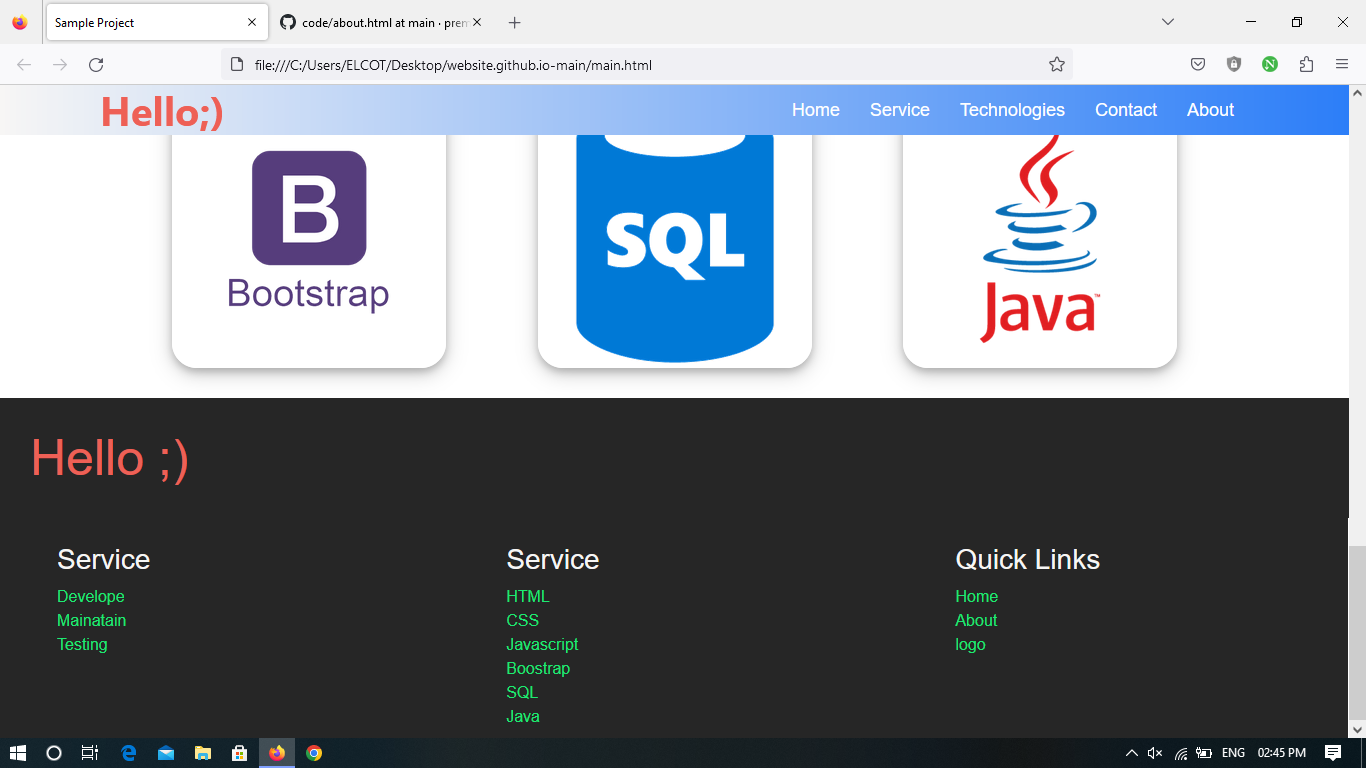 Sample Project
code/about.html at main · prem
file:///C:/Users/ELCOT/Desktop/website.github.io-main/main.html
Hello;)
Home Service Technologies Contact About
B
Bootstrap
SQL
Java™
Hello ;)
Service
Develope
Mainatain
Testing
Service
HTML
CSS
Javascript
Boostrap
SQL
Java
Quick Links
Home
About
logo
ENG 02:45 PM